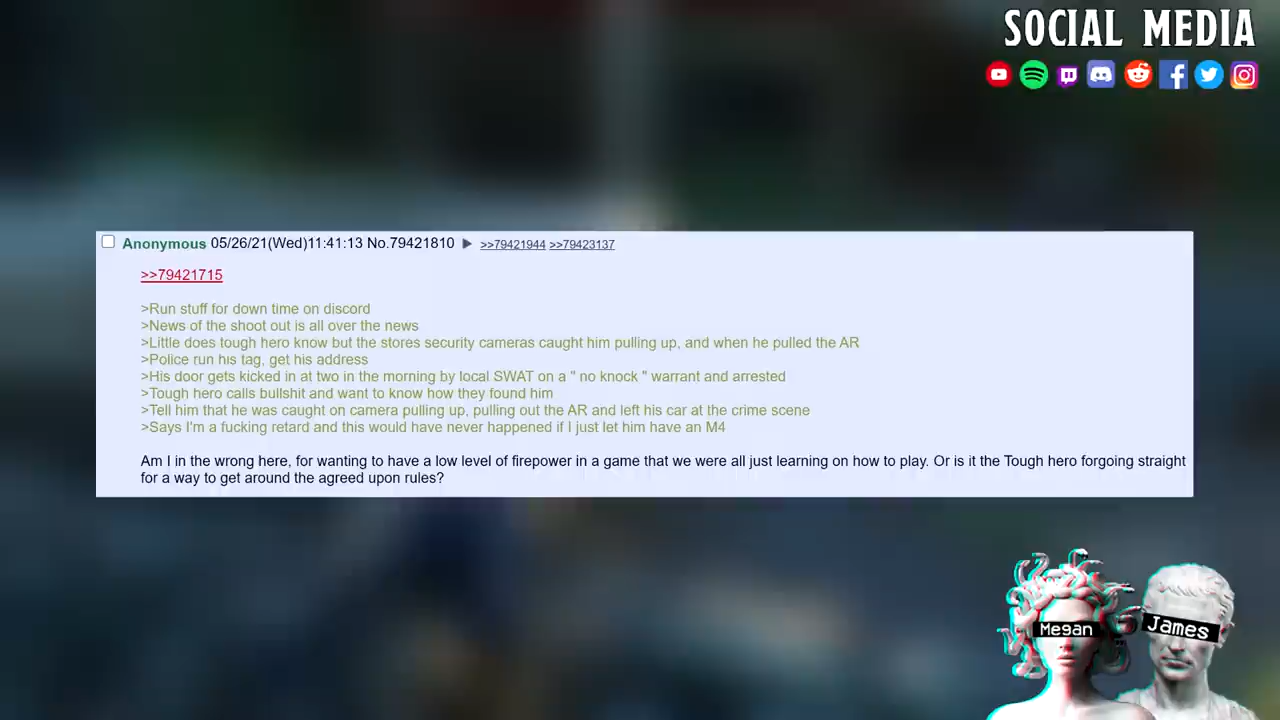 SOCIAL MEDIA
Anonymous 05/26/21(Wed)11:41:13 No.79421810 ▶ >>79421944 >>79423137
>>79421715
>Run stuff for down time on discord
>News of the shoot out is all over the news
>Little does tough hero know but the stores security cameras caught him pulling up, and when he pulled the AR
>Police run his tag, get his address
>His door gets kicked in at two in the morning by local SWAT on a " no knock " warrant and arrested
>Tough hero calls bullshit and want to know how they found him
>Tell him that he was caught on camera pulling up, pulling out the AR and left his car at the crime scene
>Says I'm a fucking retard and this would have never happened if I just let him have an M4
Am I in the wrong here, for wanting to have a low level of firepower in a game that we were all just learning on how to play. Or is it the Tough hero forgoing straight
for a way to get around the agreed upon rules?
Megan
James